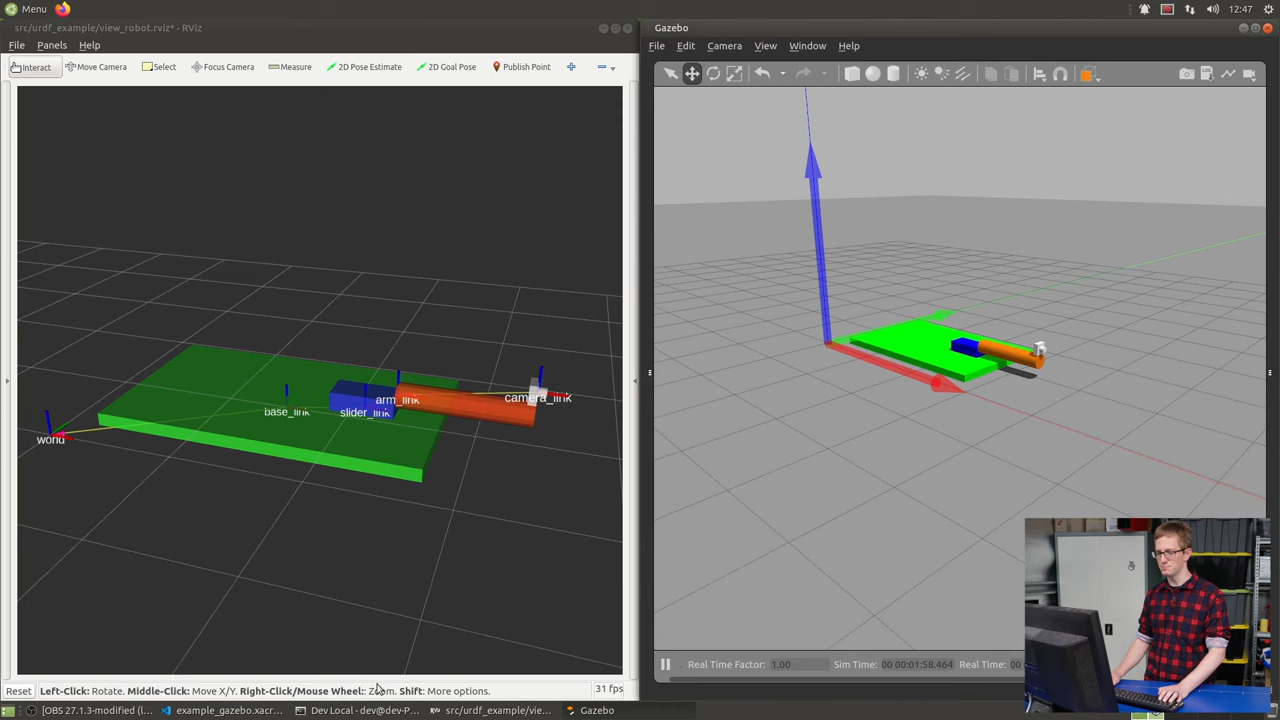 Menu
12:47
src/urdf_example/view_robot.rviz* - RViz
File Panels Help
Interact Move Camera Select Focus Camera Measure 2D Pose Estimate 2D Goal Pose Publish Point
world
base_link
slider_link
arm_link
camera_link
Reset Left-Click: Rotate. Middle-Click: Move X/Y. Right-Click/Mouse Wheel:: Zoom. Shift: More options. 31 fps
Gazebo
File Edit Camera View Window Help
Real Time Factor: 1.00 Sim Time: 00 00:01:58.464 Real Time: 00
[OBS 27.1.3-modified (l... example_gazebo.xacr... Dev Local - dev@dev-P... src/urdf_example/vie... Gazebo